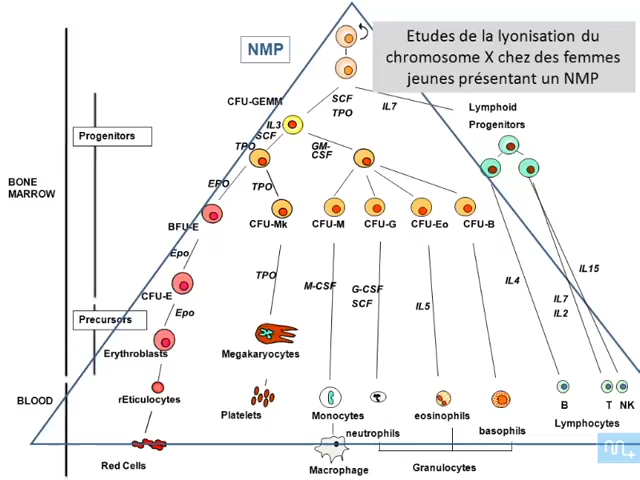 NMP
Etudes de la lyonisation du
chromosome X chez des femmes
jeunes présentant un NMP
CFU-GEMM
SCF
TPO
IL7
Lymphoid
Progenitors
Progenitors
IL3
SCF
TPO
GM-
CSF
BONE
MARROW
EPO
TPO
BFU-E
CFU-Mk
CFU-M
CFU-G
CFU-Eo
CFU-B
Epo
TPO
M-CSF
G-CSF
SCF
IL5
IL4
IL15
IL7
IL2
CFU-E
Precursors
Epo
Erythroblasts
Megakaryocytes
BLOOD
rEticulocytes
Platelets
Monocytes
neutrophils
eosinophils
basophils
B
T
NK
Lymphocytes
Red Cells
Macrophage
Granulocytes